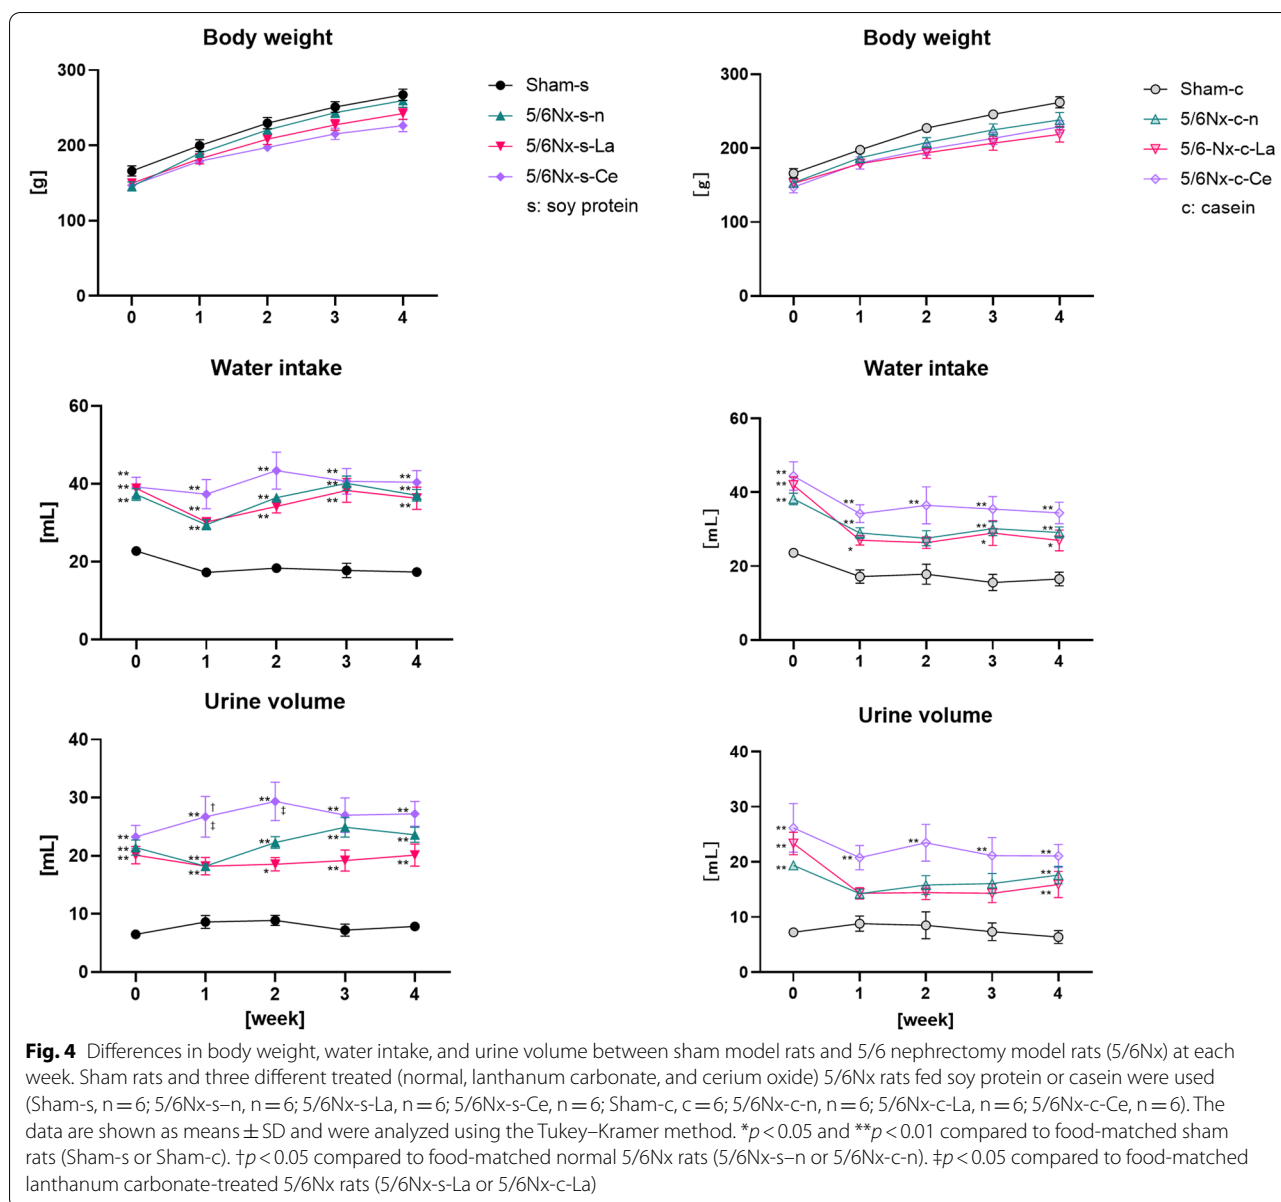 Body weight
300
200
100
0
[g]
0 1 2 3 4
Sham-s
5/6Nx-s-n
5/6Nx-s-La
5/6Nx-s-Ce
s: soy protein
Body weight
300
200
100
0
[g]
0 1 2 3 4
Sham-c
5/6Nx-c-n
5/6-Nx-c-La
5/6Nx-c-Ce
c: casein
Water intake
60
40
20
0
[mL]
** ** ** ** **
** ** ** ** **
** ** ** ** **
0 1 2 3 4
Water intake
60
40
20
0
[mL]
** ** ** ** **
** ** ** **
** * * *
0 1 2 3 4
Urine volume
40
30
20
10
0
[mL]
** ** † ‡ ** ‡ ** **
** ** ** ** **
** ** * ** **
0 1 2 3 4
[week]
Urine volume
40
30
20
10
0
[mL]
** ** ** ** **
** **
** **
0 1 2 3 4
[week]
Fig. 4 Differences in body weight, water intake, and urine volume between sham model rats and 5/6 nephrectomy model rats (5/6Nx) at each
week. Sham rats and three different treated (normal, lanthanum carbonate, and cerium oxide) 5/6Nx rats fed soy protein or casein were used
(Sham-s, n = 6; 5/6Nx-s–n, n = 6; 5/6Nx-s-La, n = 6; 5/6Nx-s-Ce, n = 6; Sham-c, c = 6; 5/6Nx-c-n, n = 6; 5/6Nx-c-La, n = 6; 5/6Nx-c-Ce, n = 6). The
data are shown as means ± SD and were analyzed using the Tukey–Kramer method. *p < 0.05 and **p < 0.01 compared to food-matched sham
rats (Sham-s or Sham-c). †p < 0.05 compared to food-matched normal 5/6Nx rats (5/6Nx-s–n or 5/6Nx-c-n). ‡p < 0.05 compared to food-matched
lanthanum carbonate-treated 5/6Nx rats (5/6Nx-s-La or 5/6Nx-c-La)